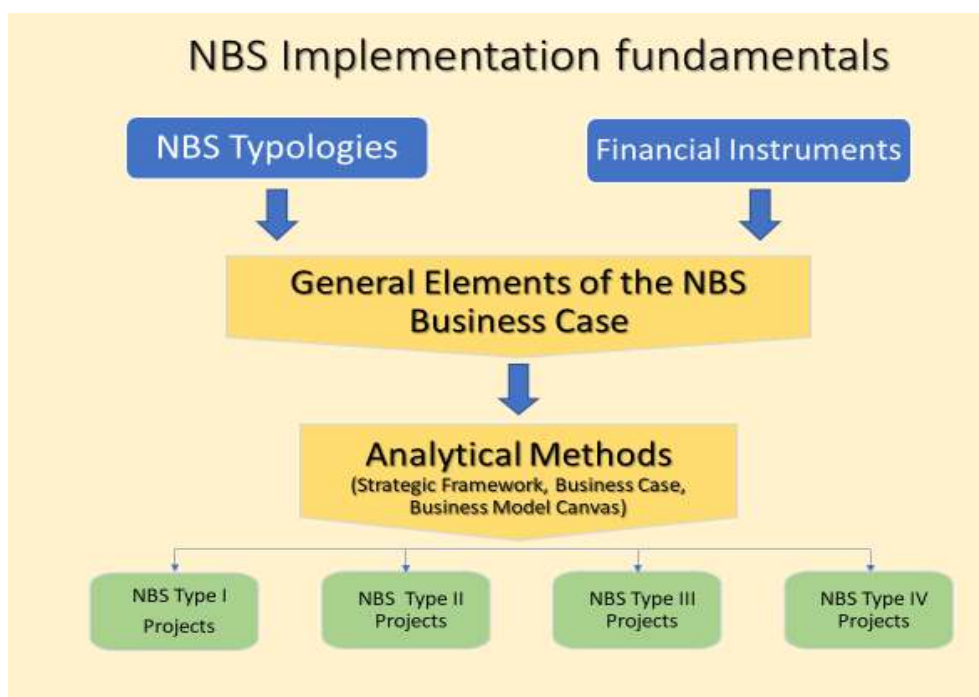 NBS Implementation fundamentals
NBS Typologies
Financial Instruments
General Elements of the NBS
Business Case
Analytical Methods
(Strategic Framework, Business Case,
Business Model Canvas)
NBS Type I
Projects
NBS Type II
Projects
NBS Type III
Projects
NBS Type IV
Projects